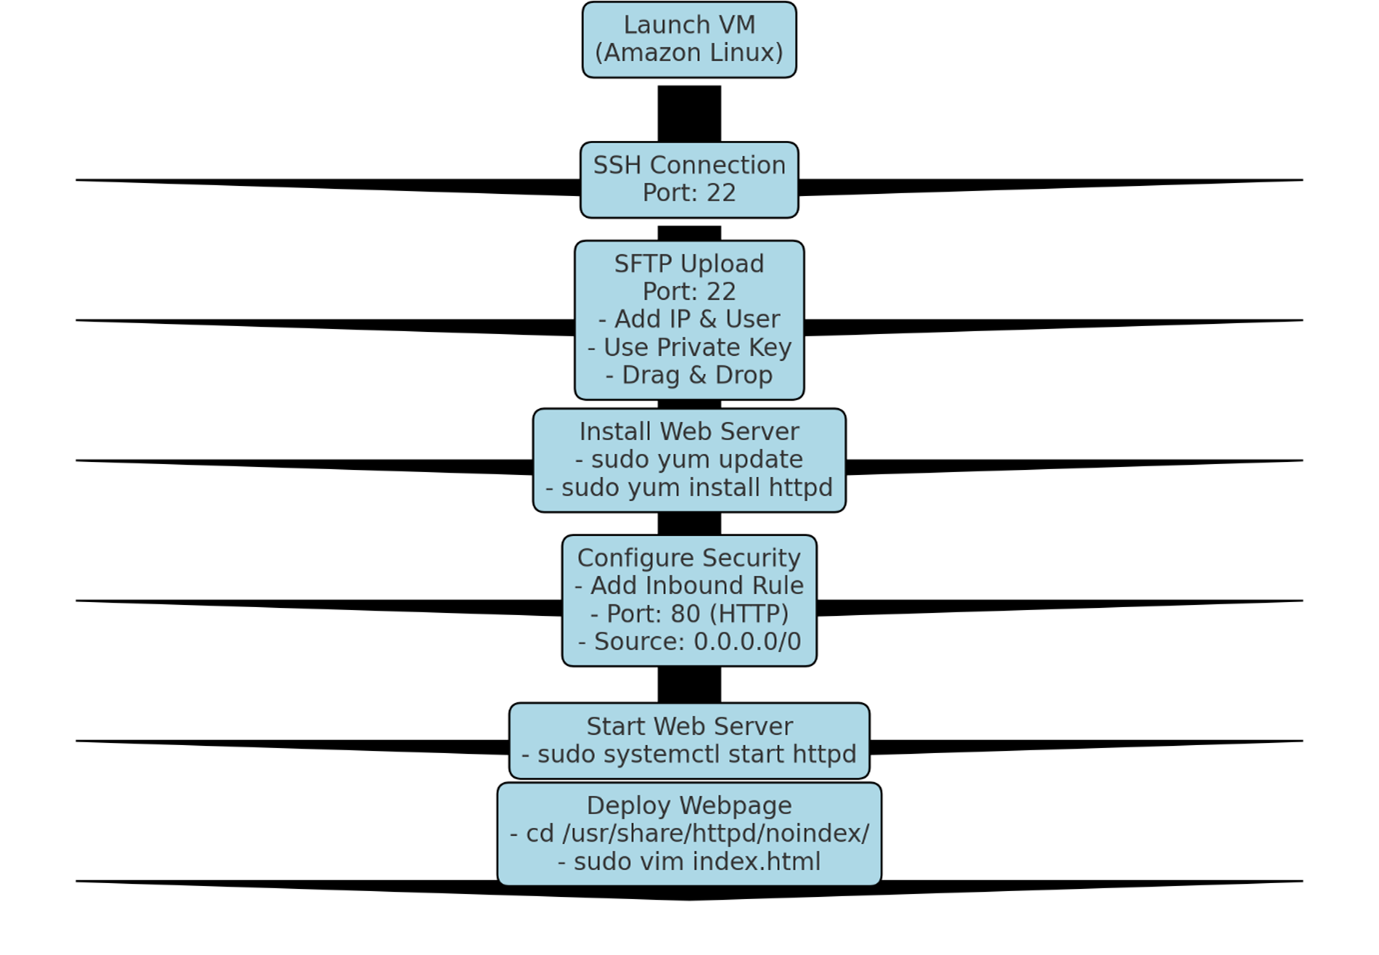 Launch VM
(Amazon Linux)
SSH Connection
Port: 22
SFTP Upload
Port: 22
- Add IP & User
- Use Private Key
- Drag & Drop
Install Web Server
- sudo yum update
- sudo yum install httpd
Configure Security
- Add Inbound Rule
- Port: 80 (HTTP)
- Source: 0.0.0.0/0
Start Web Server
- sudo systemctl start httpd
Deploy Webpage
- cd /usr/share/httpd/noindex/
- sudo vim index.html